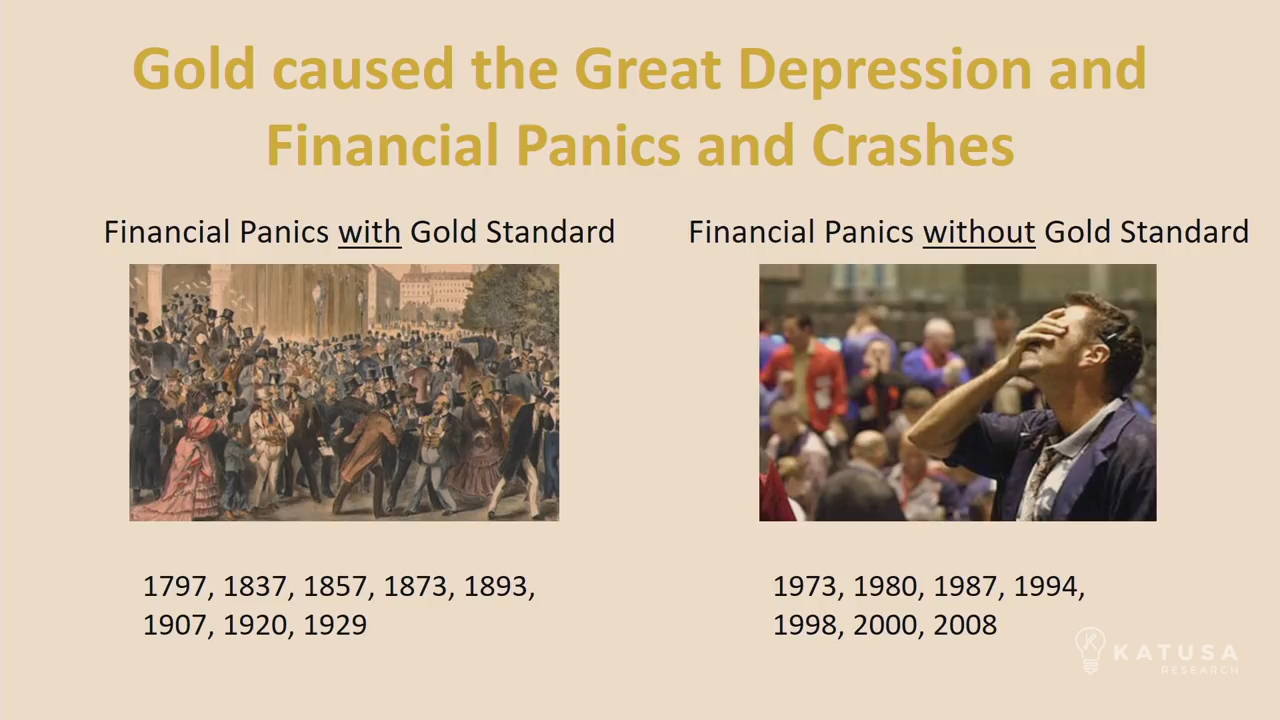 Gold caused the Great Depression and
Financial Panics and Crashes
Financial Panics with Gold Standard
Financial Panics without Gold Standard
1797, 1837, 1857, 1873, 1893,
1907, 1920, 1929
1973, 1980, 1987, 1994,
1998, 2000, 2008
KATUSA
RESEARCH